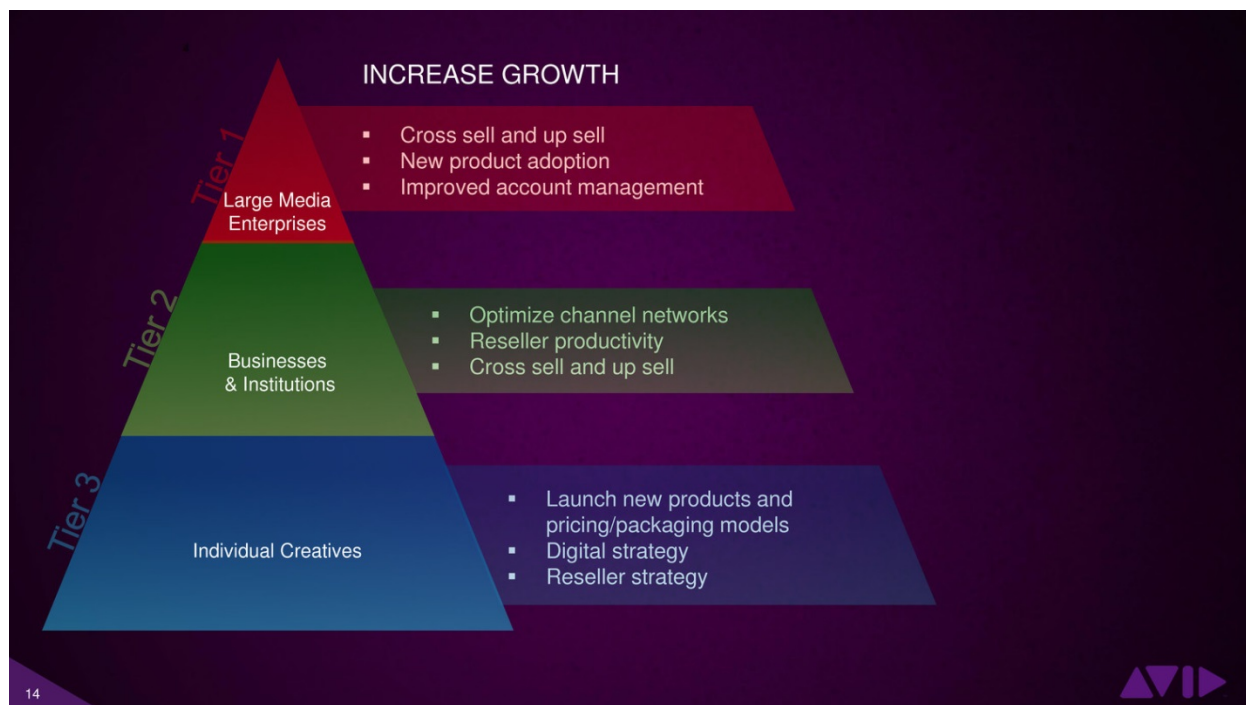 INCREASE GROWTH
Tier 1
Large Media
Enterprises
▪ Cross sell and up sell
▪ New product adoption
▪ Improved account management
Tier 2
Businesses
& Institutions
▪ Optimize channel networks
▪ Reseller productivity
▪ Cross sell and up sell
Tier 3
Individual Creatives
▪ Launch new products and
pricing/packaging models
▪ Digital strategy
▪ Reseller strategy
14
AVID